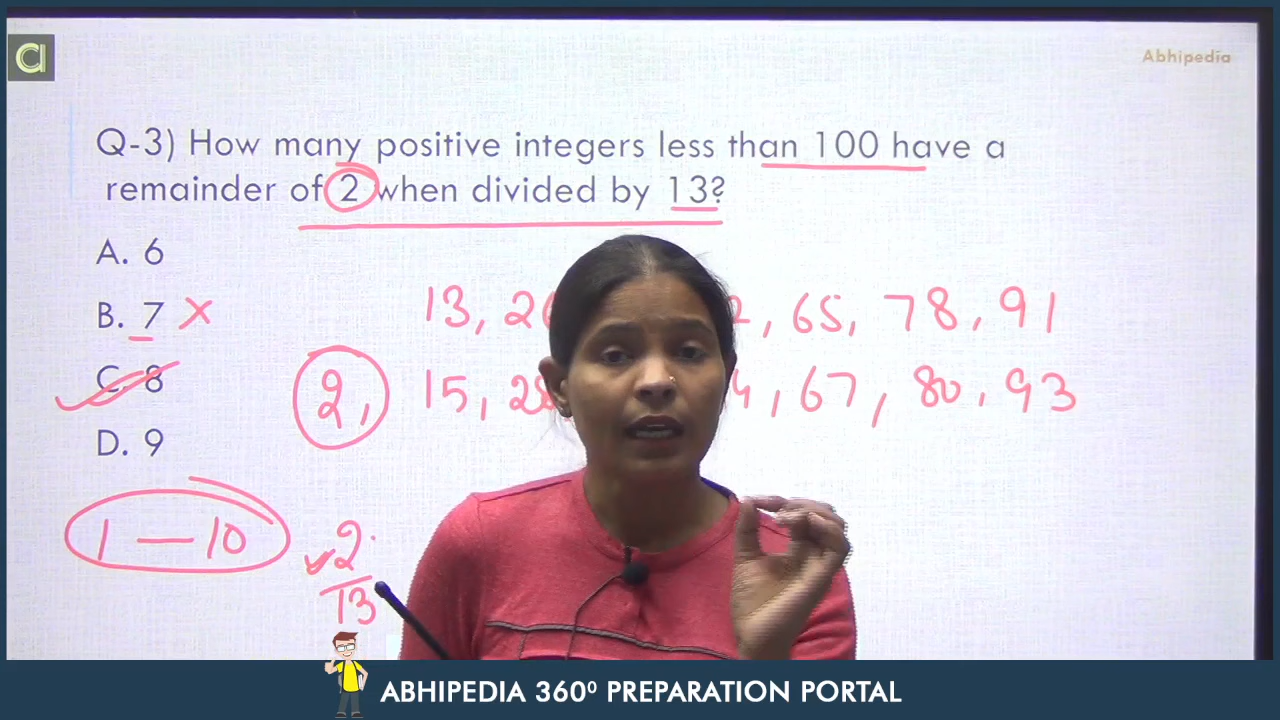 Abhipedia
Q-3) How many positive integers less than 100 have a
remainder of 2 when divided by 13?
A. 6
B. 7 ×
C. 8
D. 9
13, 26 , 65, 78, 91
2, 15, 28 , 67, 80, 93
1 — 10
2
13
ABHIPEDIA 360⁰ PREPARATION PORTAL